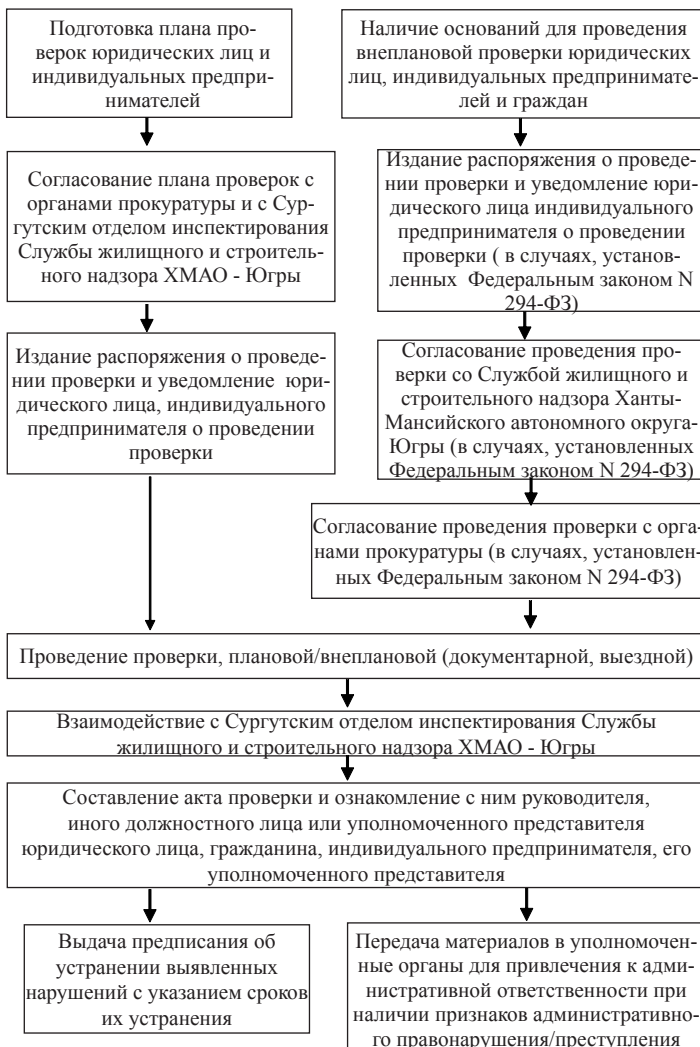 Подготовка плана про-
верок юридических лиц и
индивидуальных предпри-
нимателей
Наличие оснований для проведения
внеплановой проверки юридических
лиц, индивидуальных предпринимате-
лей и граждан
Согласование плана проверок с
органами прокуратуры и с Сур-
гутским отделом инспектирования
Службы жилищного и строитель-
ного надзора ХМАО - Югры
Издание распоряжения о проведе-
нии проверки и уведомление юри-
дического лица индивидуального
предпринимателя о проведении
проверки ( в случаях, установ-
ленных Федеральным законом N
294-ФЗ)
Издание распоряжения о проведе-
нии проверки и уведомление юри-
дического лица, индивидуального
предпринимателя о проведении
проверки
Согласование проведения про-
верки со Службой жилищного и
строительного надзора Ханты-
Мансийского автономного округа-
Югры (в случаях, установленных
Федеральным законом N 294-ФЗ)
Согласование проведения проверки с орга-
нами прокуратуры (в случаях, установлен-
ных Федеральным законом N 294-ФЗ)
Проведение проверки, плановой/внеплановой (документарной, выездной)
Взаимодействие с Сургутским отделом инспектирования Службы
жилищного и строительного надзора ХМАО - Югры
Составление акта проверки и ознакомление с ним руководителя,
иного должностного лица или уполномоченного представителя
юридического лица, гражданина, индивидуального предпринимателя, его
уполномоченного представителя
Выдача предписания об
устранении выявленных
нарушений с указанием сроков
их устранения
Передача материалов в уполномочен-
ные органы для привлечения к адми-
нистративной ответственности при
наличии признаков административно-
го правонарушения/преступления